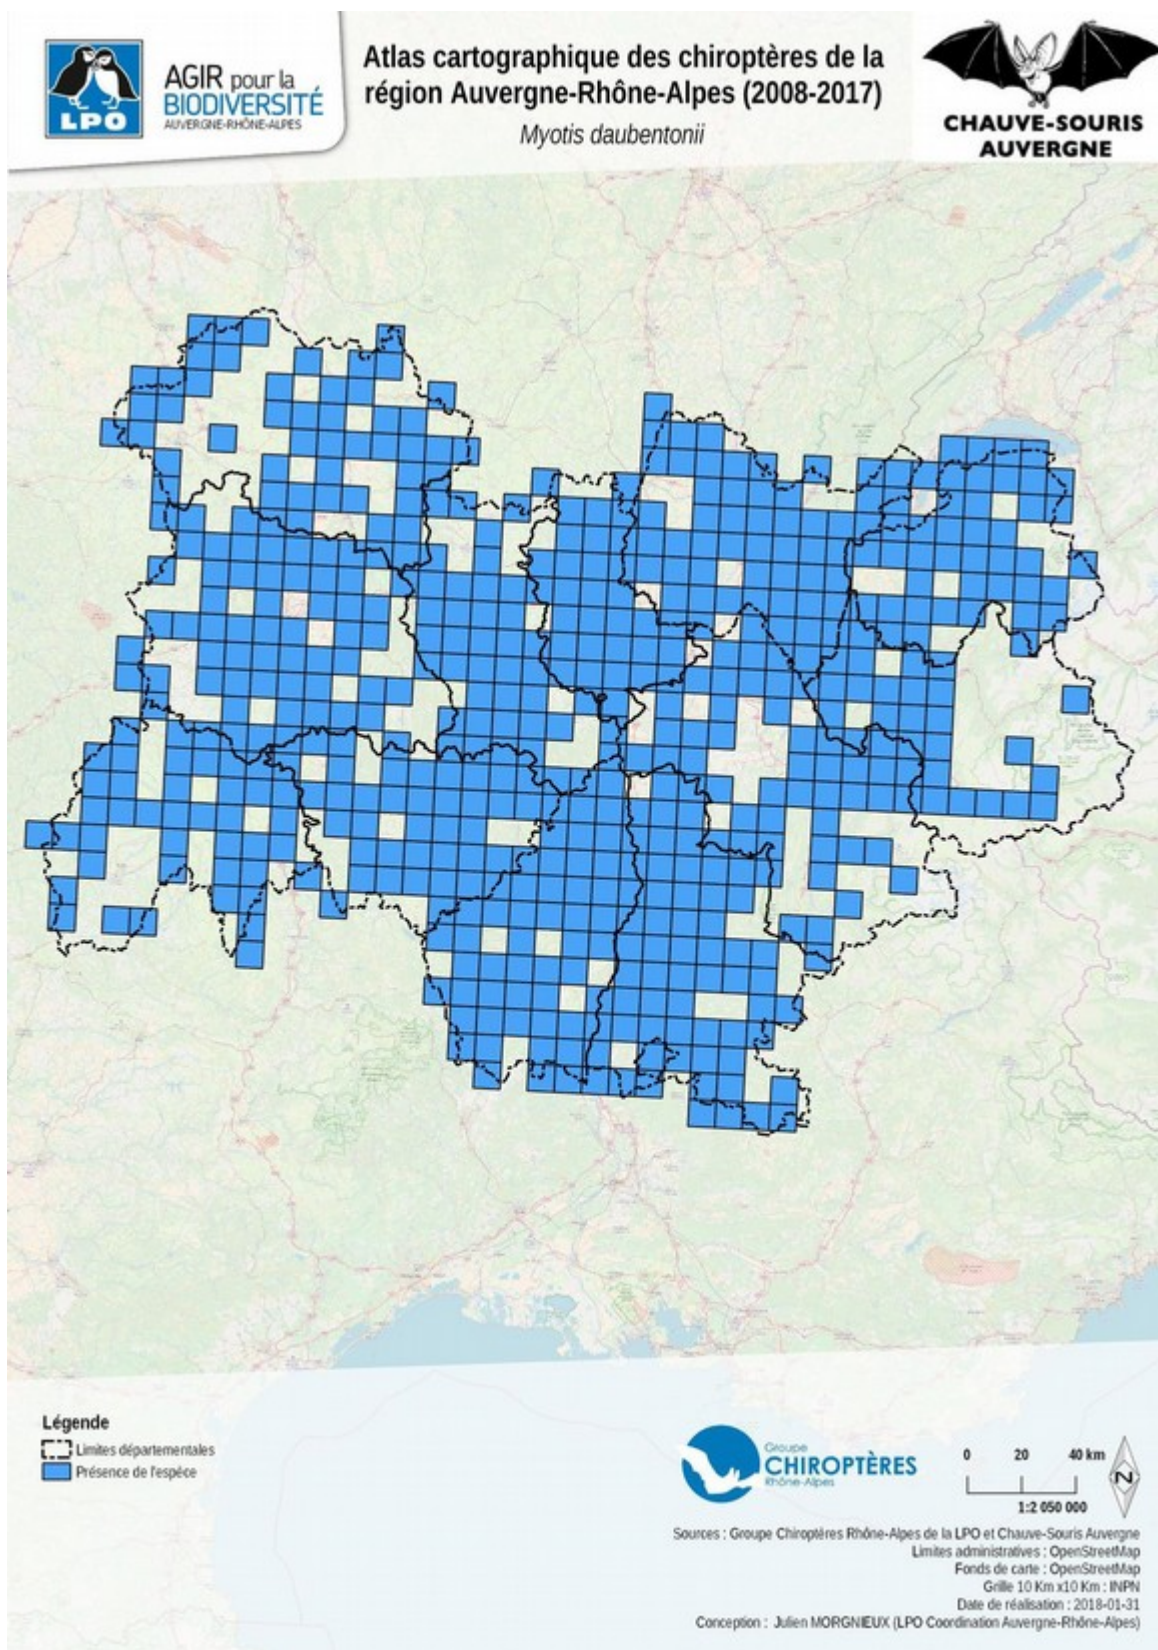 Atlas cartographique des chiroptères de la
région Auvergne-Rhône-Alpes (2008-2017)
Myotis daubentonii
LPO
AGIR pour la
BIODIVERSITÉ
AUVERGNE-RHÔNE-ALPES
CHAUVE-SOURIS
AUVERGNE
Légende
Limites départementales
Présence de l'espéce
Groupe
CHIROPTÈRES
Rhône-Alpes
0 20 40 km
1:2 050 000
N
Sources : Groupe Chiroptères Rhône-Alpes de la LPO et Chauve-Souris Auvergne
Limites administratives : OpenStreetMap
Fonds de carte : OpenStreetMap
Grille 10 Km x10 Km : INPN
Date de réalisation : 2018-01-31
Conception : Julien MORGNIEUX (LPO Coordination Auvergne-Rhône-Alpes)